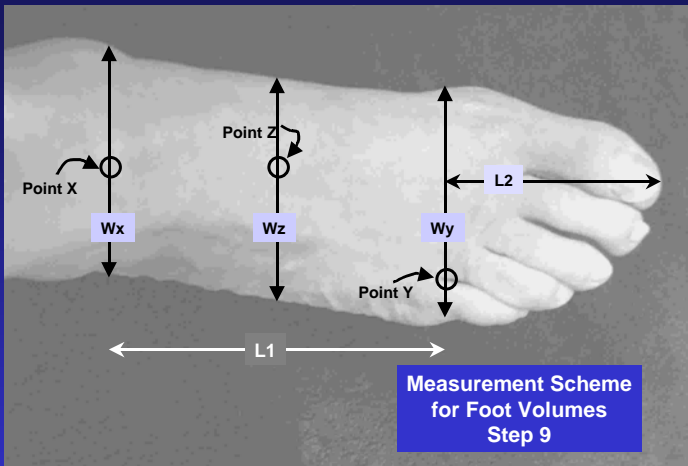 Point Z
Point X
L2
Wx
Wz
Wy
Point Y
L1
Measurement Scheme
for Foot Volumes
Step 9